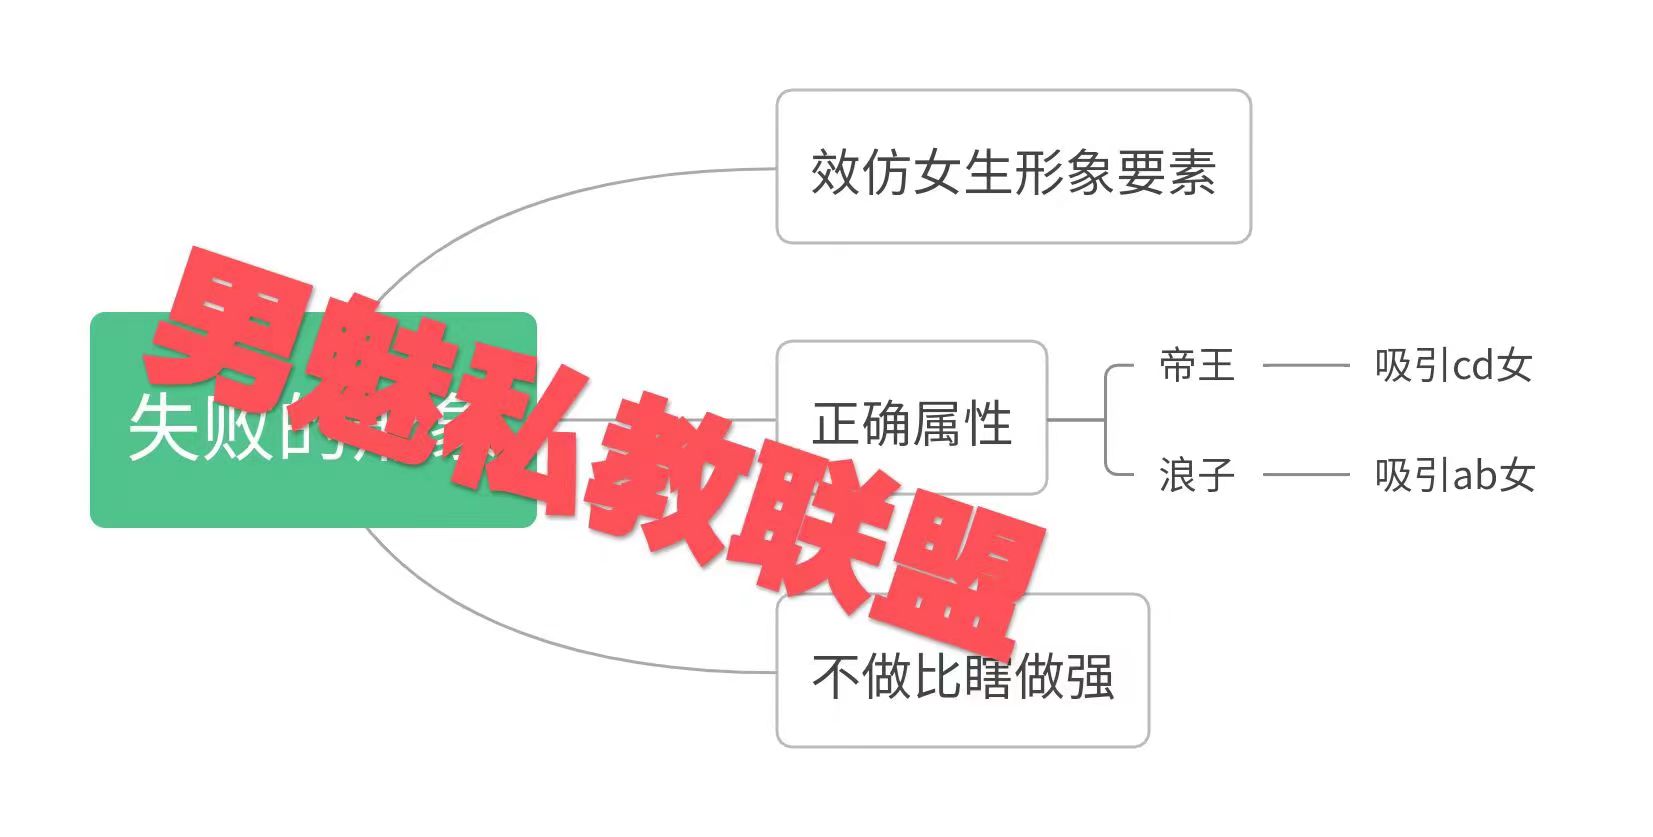 效仿女生形象要素
男魅私教联盟
失败的形象
正确属性
帝王
吸引cd女
浪子
吸引ab女
不做比瞎做强